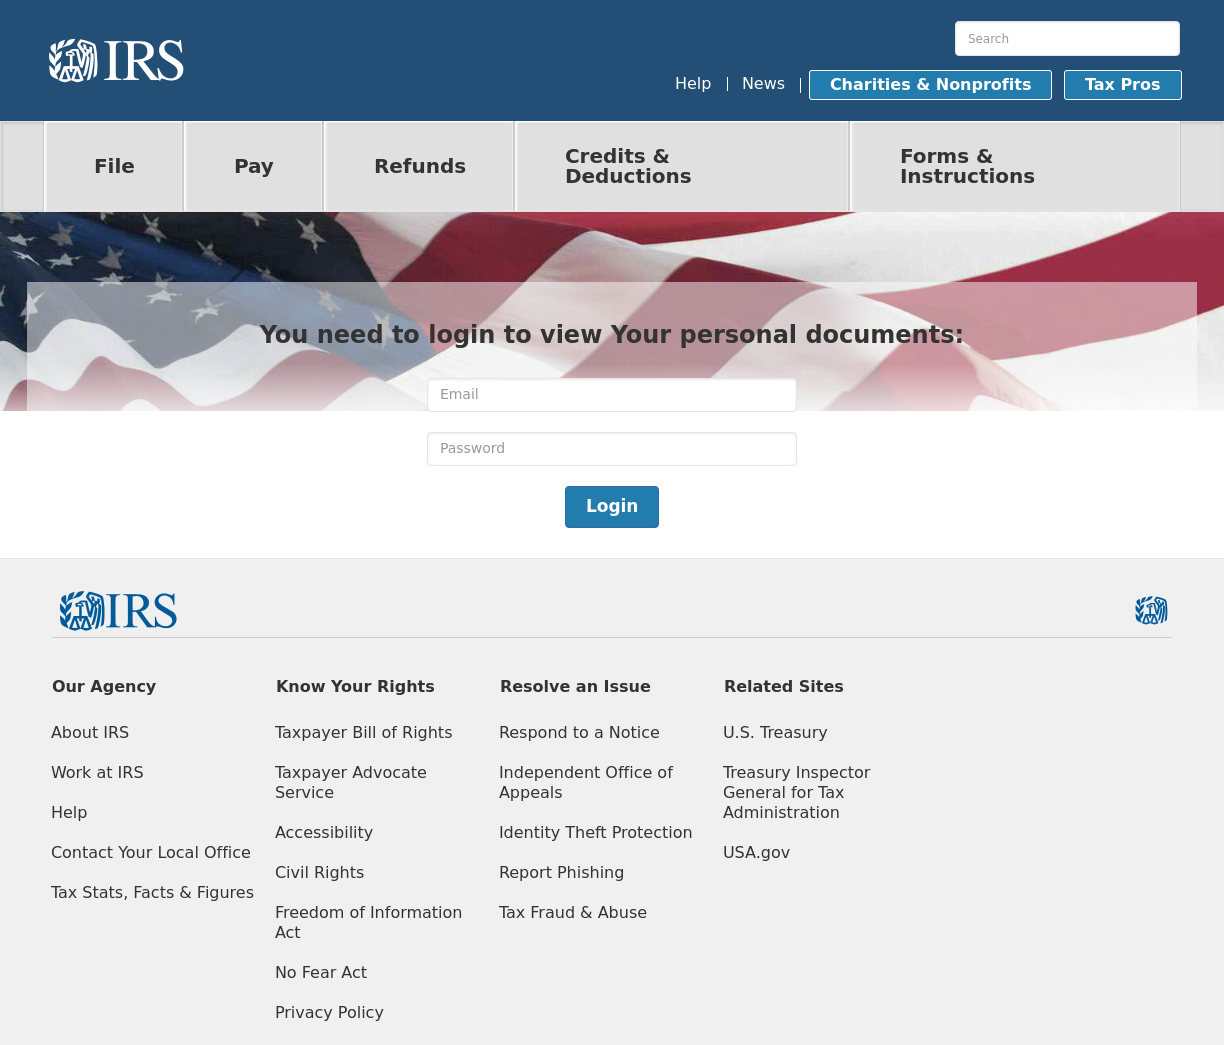 IRS
Search
Help
News
Charities & Nonprofits
Tax Pros
File
Pay
Refunds
Credits &
Deductions
Forms &
Instructions
You need to login to view Your personal documents:
Email
Password
Login
IRS
Our Agency
About IRS
Work at IRS
Help
Contact Your Local Office
Tax Stats, Facts & Figures
Know Your Rights
Taxpayer Bill of Rights
Taxpayer Advocate
Service
Accessibility
Civil Rights
Freedom of Information
Act
No Fear Act
Privacy Policy
Resolve an Issue
Respond to a Notice
Independent Office of
Appeals
Identity Theft Protection
Report Phishing
Tax Fraud & Abuse
Related Sites
U.S. Treasury
Treasury Inspector
General for Tax
Administration
USA.gov